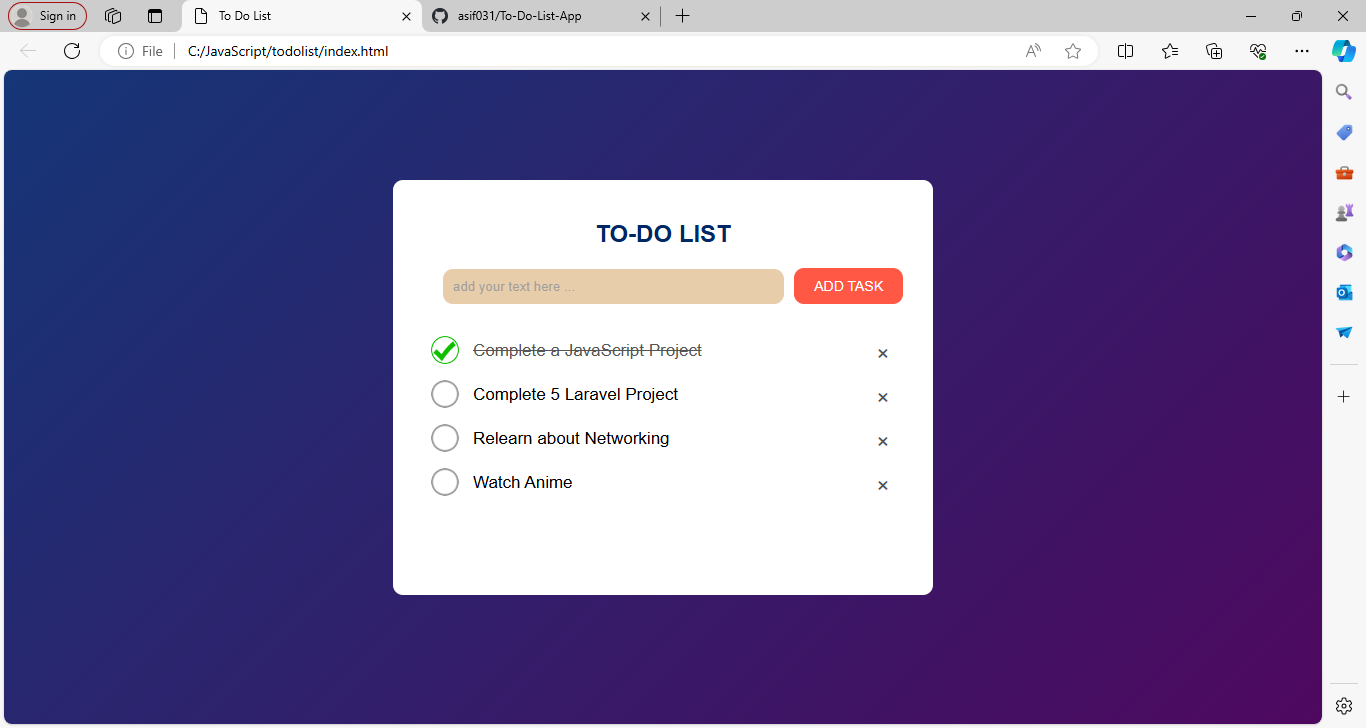 Sign in
To Do List
asif031/To-Do-List-App
File
C:/JavaScript/todolist/index.html
TO-DO LIST
add your text here ...
ADD TASK
Complete a JavaScript Project
Complete 5 Laravel Project
Relearn about Networking
Watch Anime